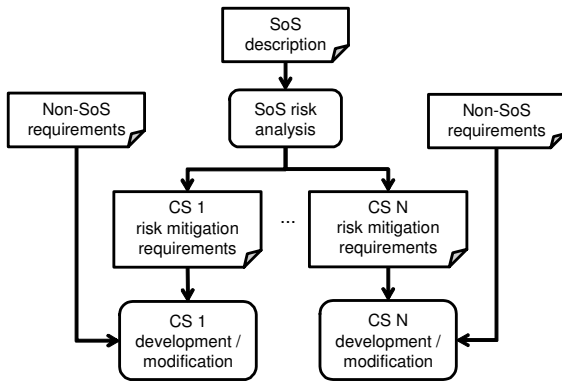 SoS
description
Non-SoS
requirements
SoS risk
analysis
Non-SoS
requirements
CS 1
risk mitigation
requirements
...
CS N
risk mitigation
requirements
CS 1
development /
modification
CS N
development /
modification